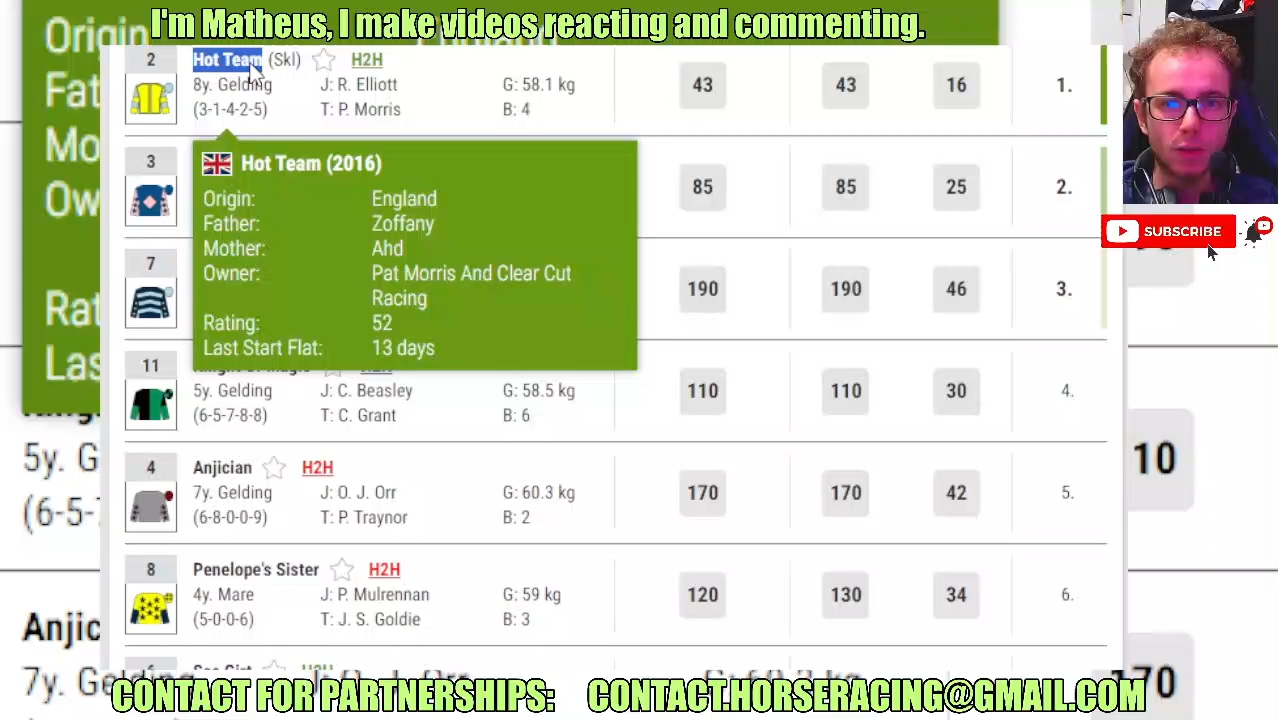 I'm Matheus, I make videos reacting and commenting.
2 Hot Team (Skl) H2H
8y. Gelding J: R. Elliott G: 58.1 kg 43 43 16 1.
(3-1-4-2-5) T: P. Morris B: 4
Hot Team (2016)
Origin: England
Father: Zoffany
Mother: Ahd
Owner: Pat Morris And Clear Cut
Racing
Rating: 52
Last Start Flat: 13 days
3 85 85 25 2.
7 190 190 46 3.
SUBSCRIBE
11
5y. Gelding J: C. Beasley G: 58.5 kg 110 110 30 4.
(6-5-7-8-8) T: C. Grant B: 6
4 Anjician H2H
7y. Gelding J: O. J. Orr G: 60.3 kg 170 170 42 5.
(6-8-0-0-9) T: P. Traynor B: 2
8 Penelope's Sister H2H
4y. Mare J: P. Mulrennan G: 59 kg 120 130 34 6.
(5-0-0-6) T: J. S. Goldie B: 3
CONTACT FOR PARTNERSHIPS: CONTACT.HORSERACING@GMAIL.COM